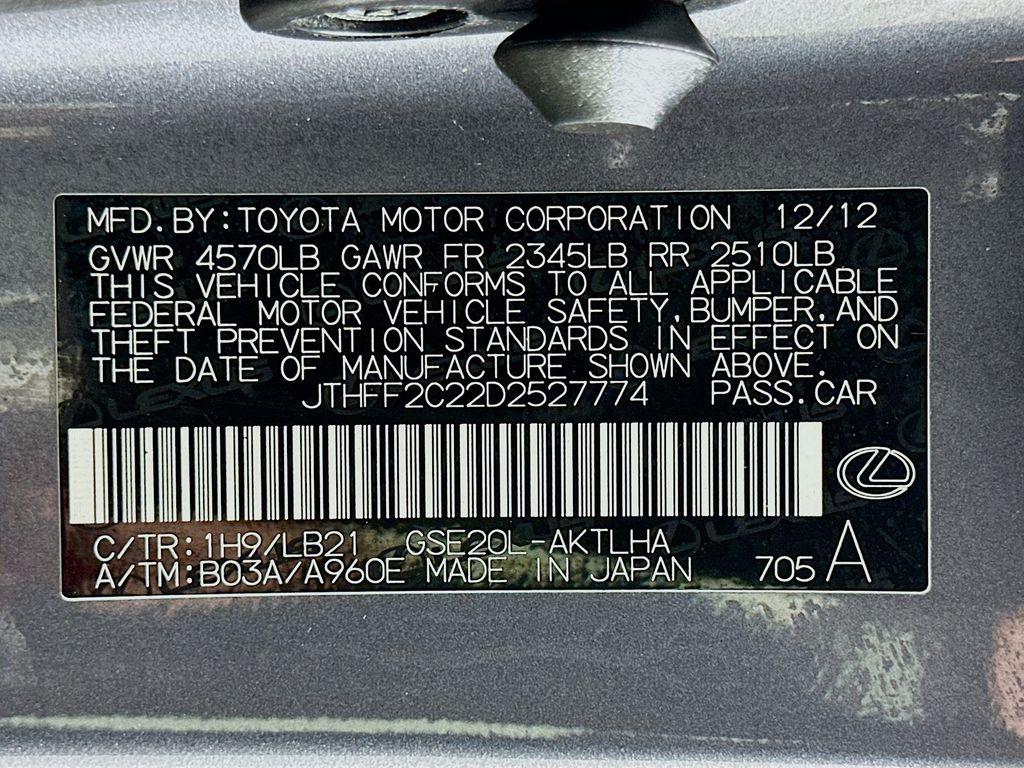 MFD.BY:TOYOTA MOTOR CORPORATION 12/12
GVWR 4570LB GAWR FR 2345LB RR 2510LB
THIS VEHICLE CONFORMS TO ALL APPLICABLE
FEDERAL MOTOR VEHICLE SAFETY,BUMPER,AND
THEFT PREVENTION STANDARDS IN EFFECT ON
THE DATE OF MANUFACTURE SHOWN ABOVE.
JTHFF2C22D2527774 PASS.CAR
C/TR:1H9/LB21 GSE20L-AKTLHA
A/TM:B03A/A960E MADE IN JAPAN 705 A